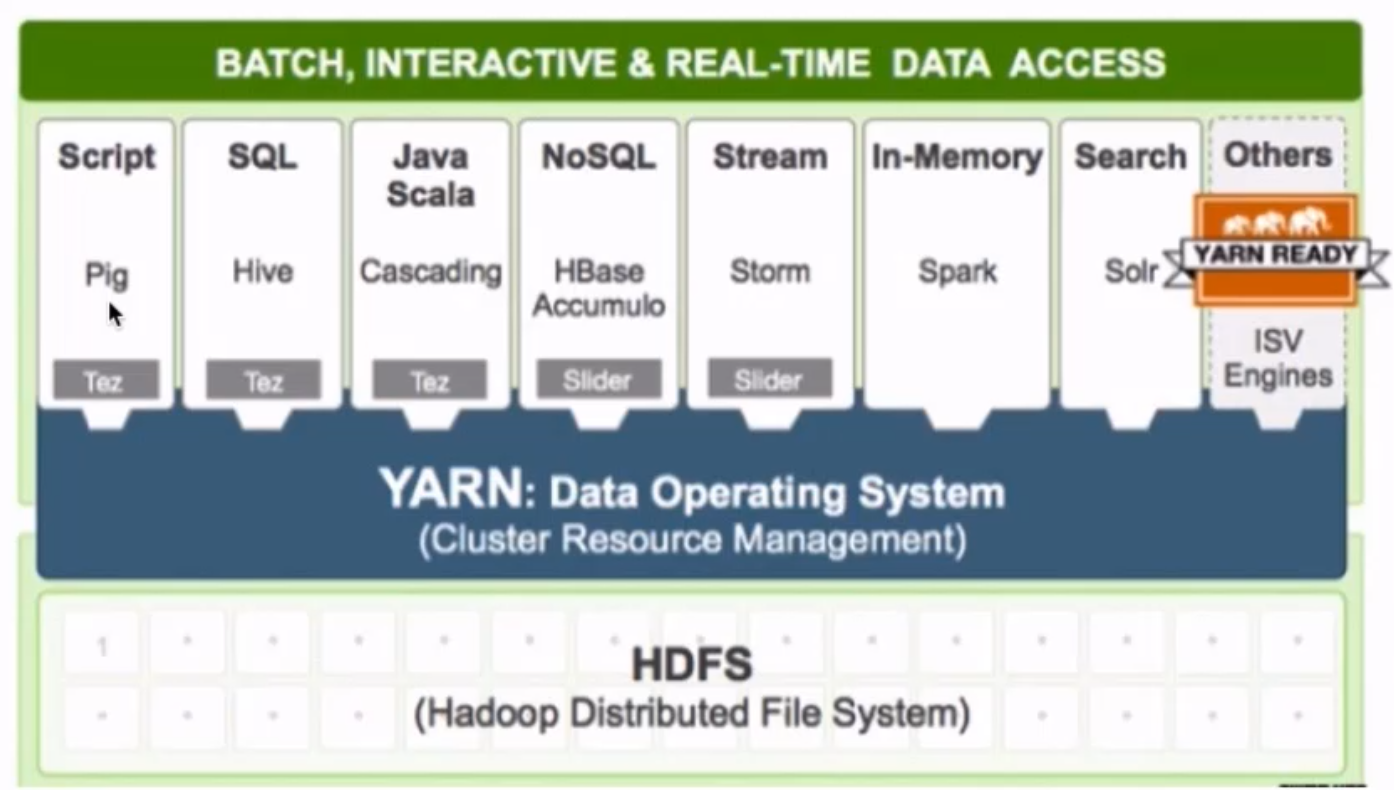 BATCH, INTERACTIVE & REAL-TIME DATA ACCESS
Script
Pig
Tez
SQL
Hive
Tez
Java
Scala
Cascading
Tez
NoSQL
HBase
Accumulo
Slider
Stream
Storm
Slider
In-Memory
Spark
Search
Solr
Others
YARN READY
ISV
Engines
YARN: Data Operating System
(Cluster Resource Management)
1
HDFS
(Hadoop Distributed File System)